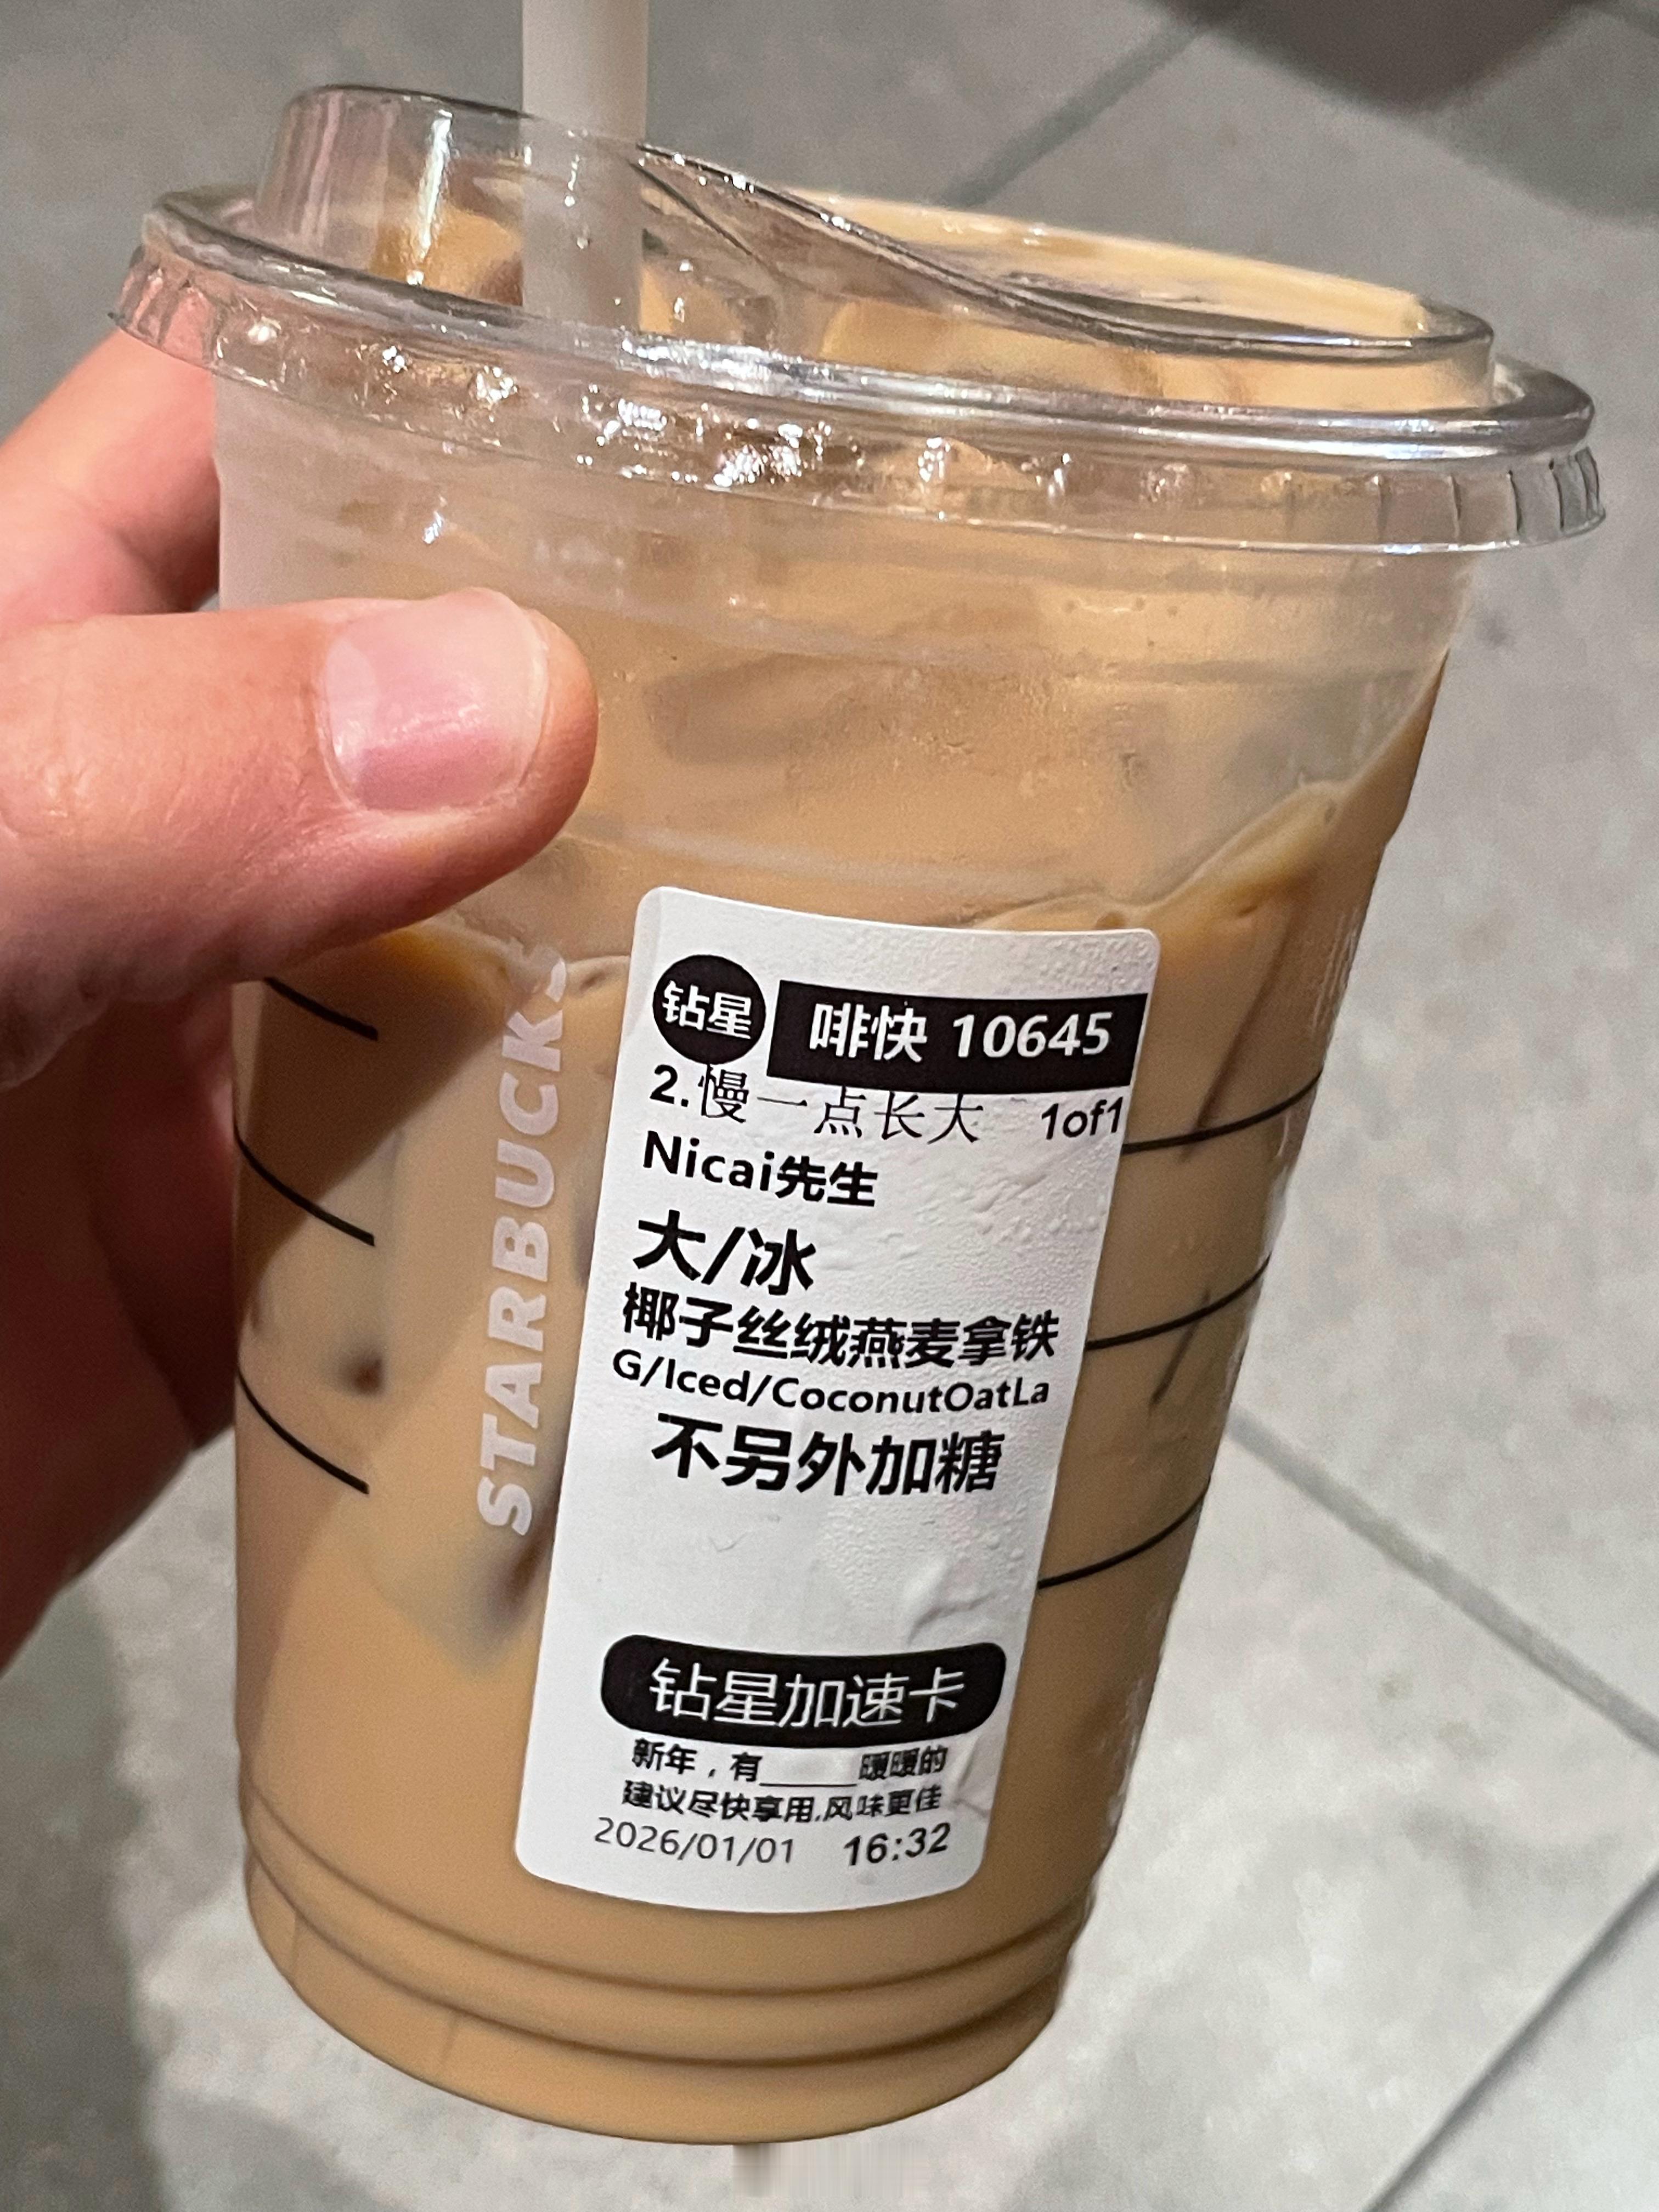 STARBUCKS
钻星
啡快 10645
2.慢一点长大 1of1
Nicai先生
大/冰
椰子丝绒燕麦拿铁
G/Iced/CoconutOatLa
不另外加糖
钻星加速卡
新年，有______暖暖的
建议尽快享用,风味更佳
2026/01/01 16:32